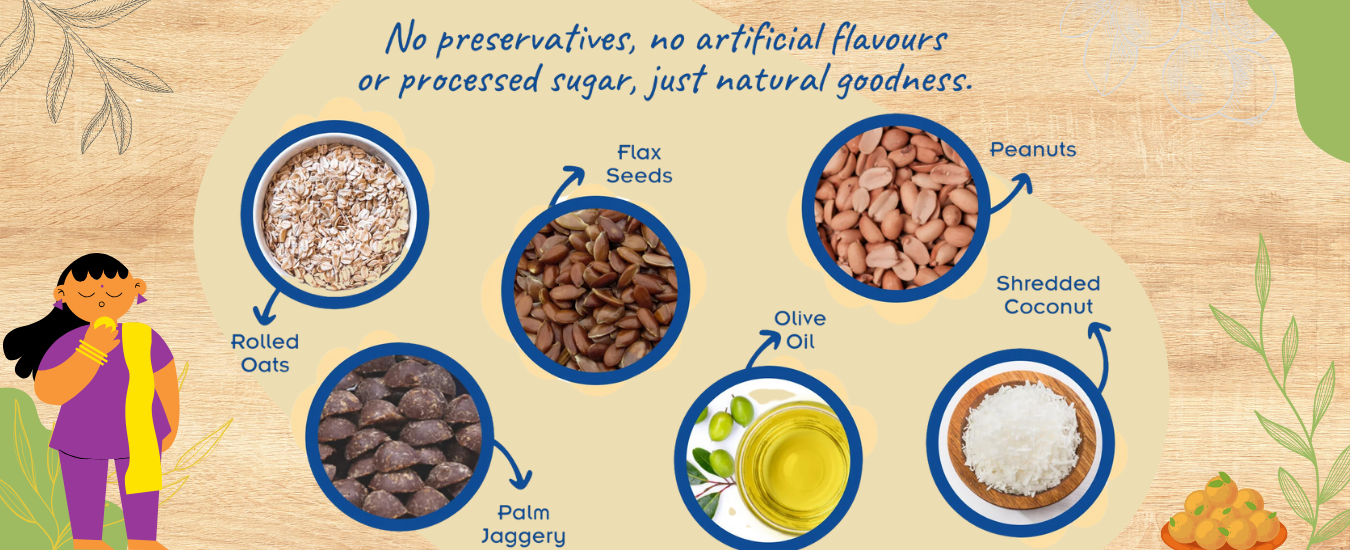 No preservatives, no artificial flavours
or processed sugar, just natural goodness.
Rolled
Oats
Flax
Seeds
Peanuts
Palm
Jaggery
Olive
Oil
Shredded
Coconut